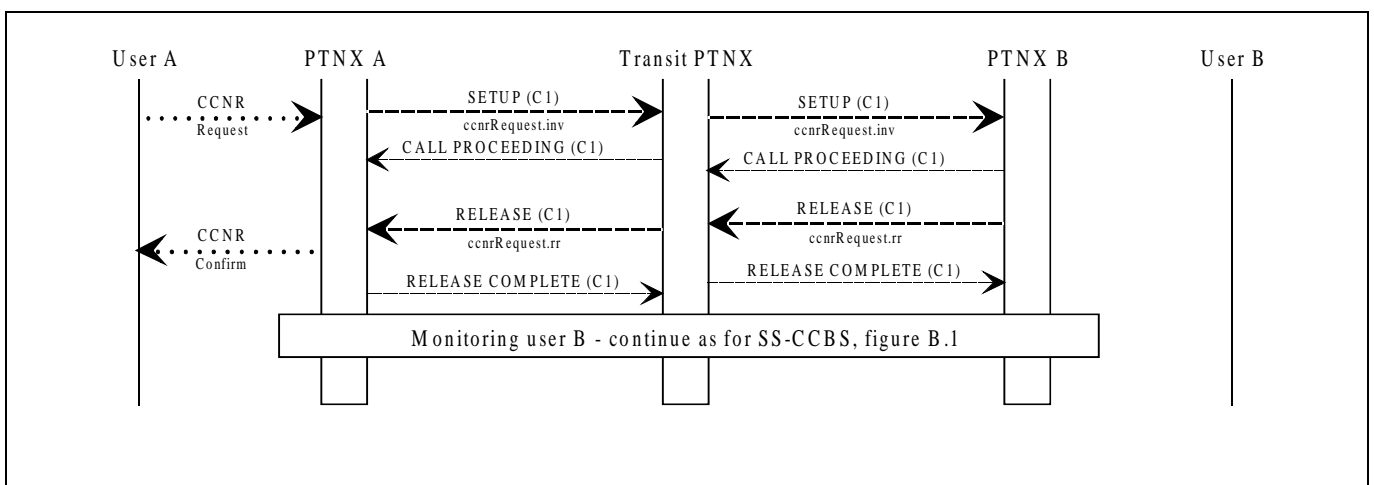 User A PTNX A Transit PTNX PTNX B User B
CCNR
Request
SETUP (C1)
ccnrRequest.inv
SETUP (C1)
ccnrRequest.inv
CALL PROCEEDING (C1)
CALL PROCEEDING (C1)
RELEASE (C1)
ccnrRequest.rr
RELEASE (C1)
ccnrRequest.rr
CCNR
Confirm
RELEASE COMPLETE (C1)
RELEASE COMPLETE (C1)
Monitoring user B - continue as for SS-CCBS, figure B.1